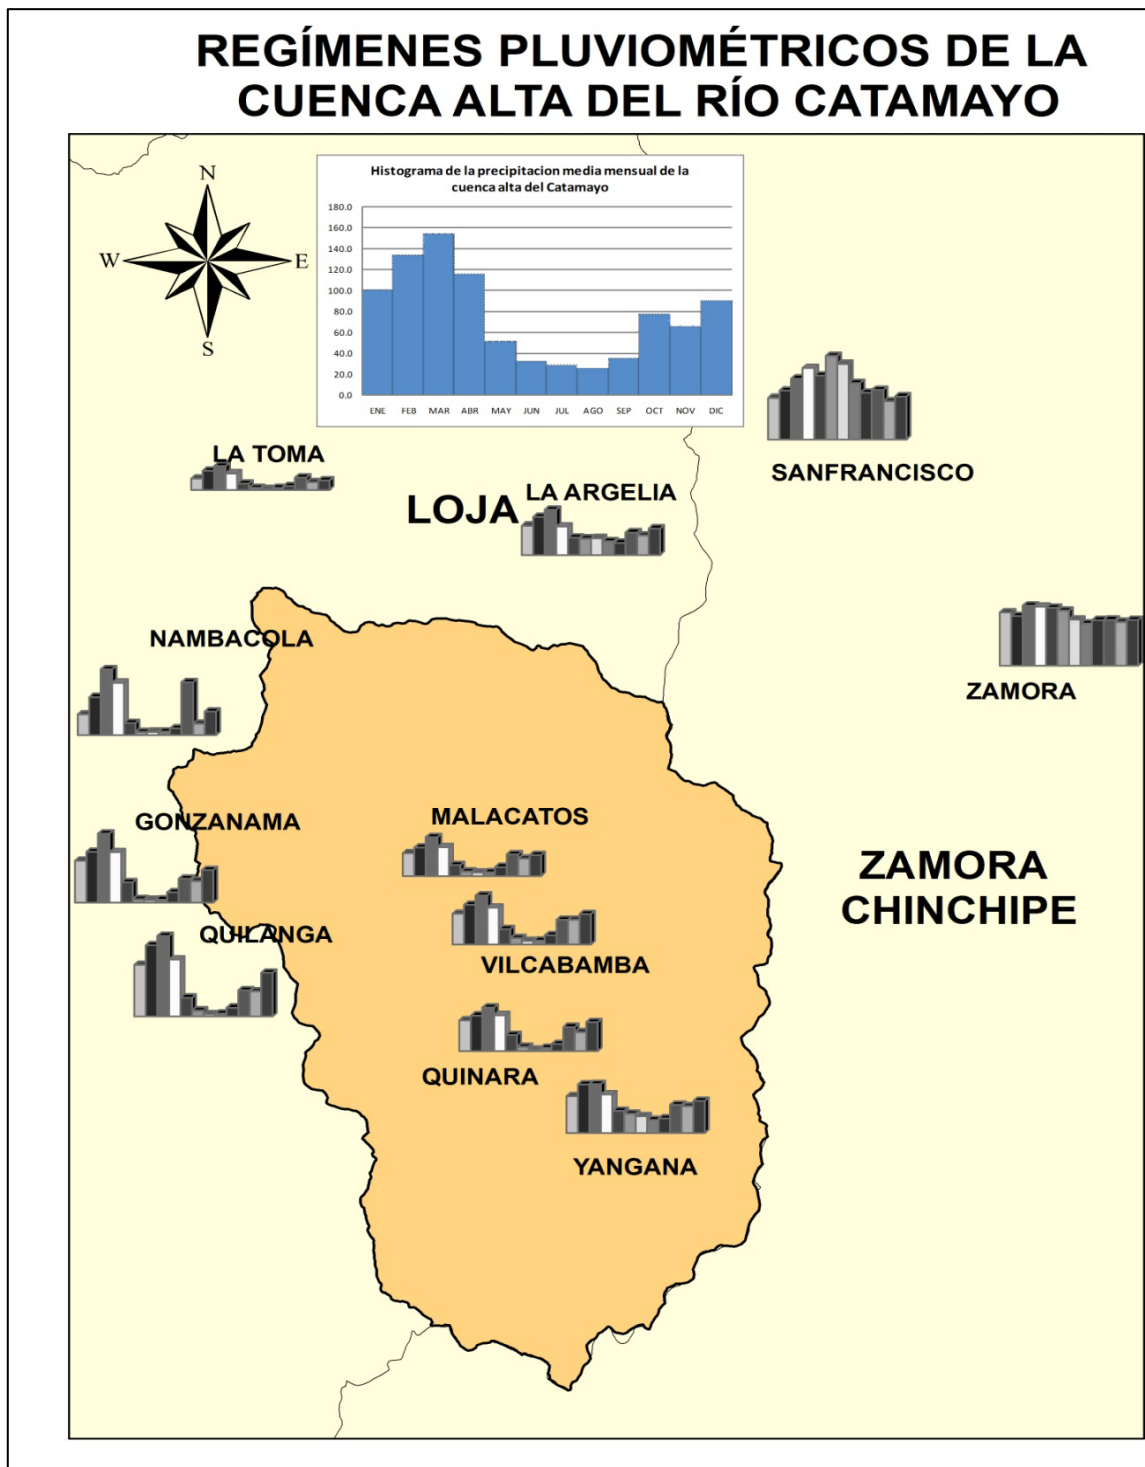 REGÍMENES PLUVIOMÉTRICOS DE LA
CUENCA ALTA DEL RÍO CATAMAYO
N
W
E
S
Histograma de la precipitacion media mensual de la
cuenca alta del Catamayo
180.0
160.0
140.0
120.0
100.0
80.0
60.0
40.0
20.0
0.0
ENE FEB MAR ABR MAY JUN JUL AGO SEP OCT NOV DIC
LA TOMA
SANFRANCISCO
LOJA
LA ARGELIA
NAMBACOLA
ZAMORA
GONZANAMA
MALACATOS
ZAMORA
CHINCHIPE
QUILANGA
VILCABAMBA
QUINARA
YANGANA